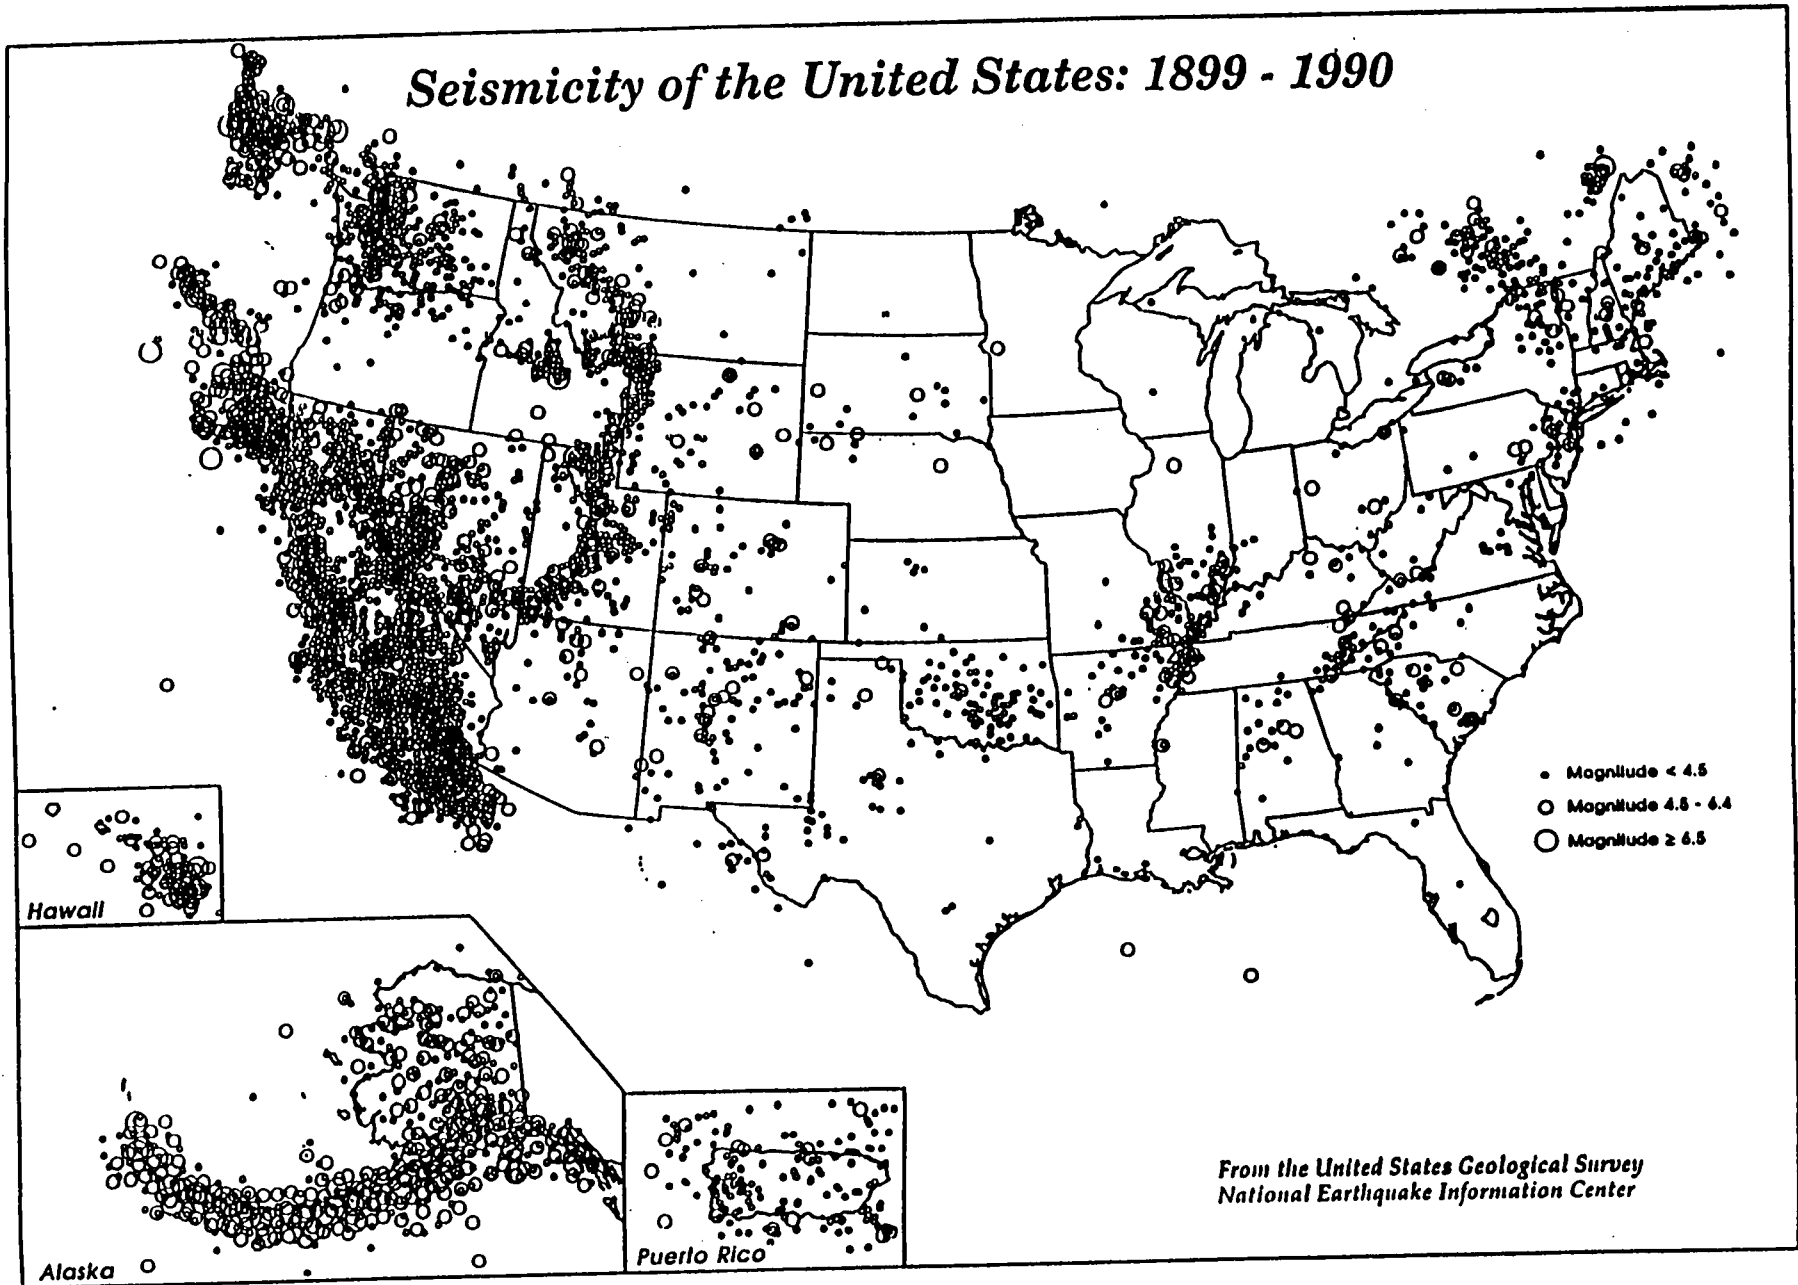 Seismicity of the United States: 1899 - 1990
Magnitude < 4.5
Magnitude 4.5 - 6.4
Magnitude ≥ 6.5
Hawaii
Alaska
Puerto Rico
From the United States Geological Survey
National Earthquake Information Center